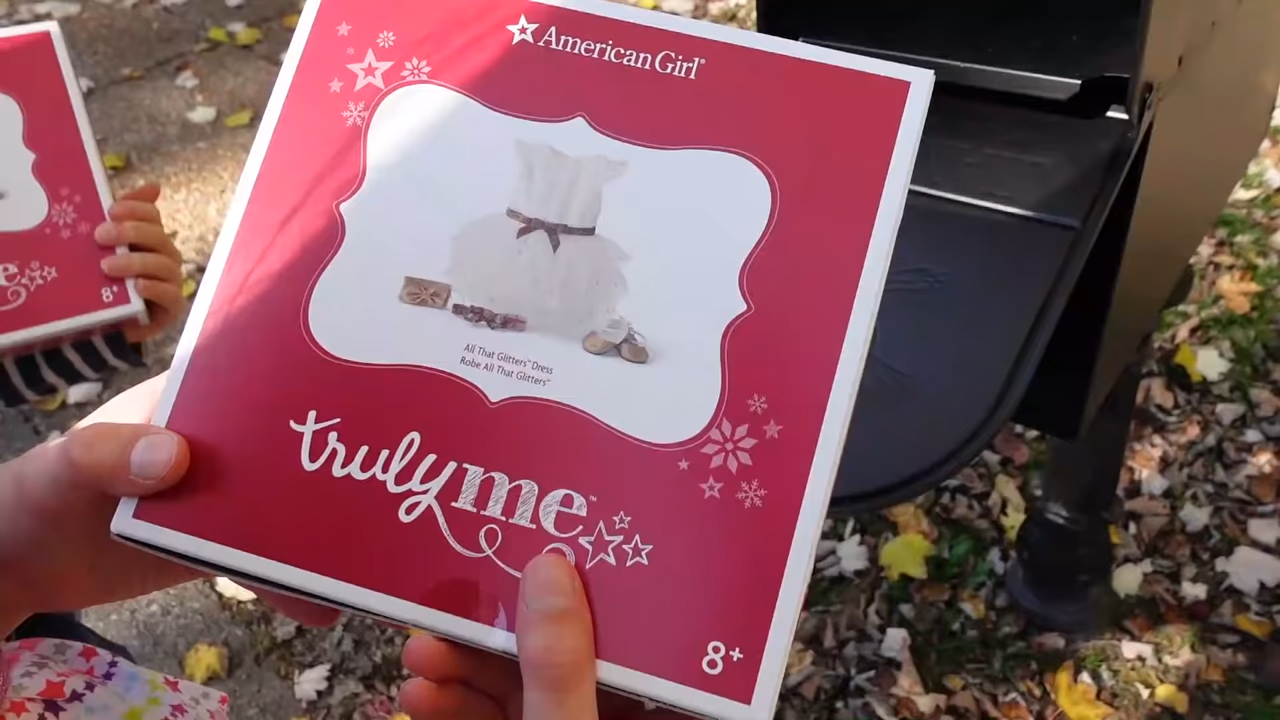 American Girl®
All That Glitters™ Dress
Robe All That Glitters™
truly me™
8+
e
8+